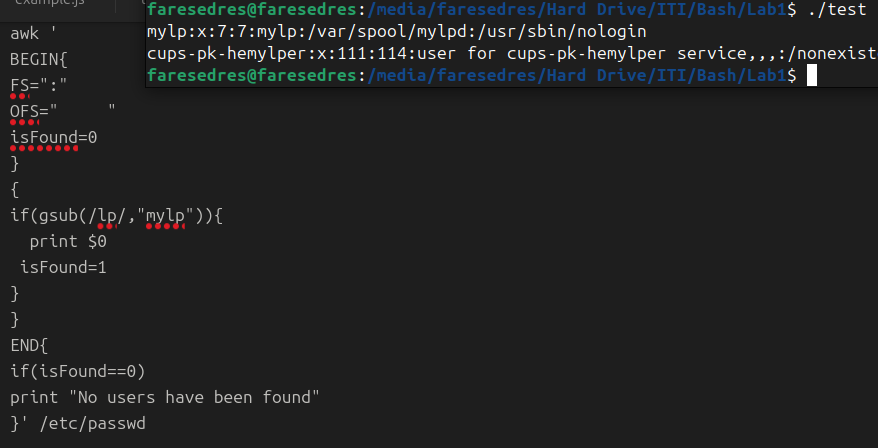 example.js
awk '
BEGIN{
FS=":"
OFS="     "
isFound=0
}
{
if(gsub(/lp/,"mylp")){
  print $0
 isFound=1
}
}
END{
if(isFound==0)
print "No users have been found"
}' /etc/passwd
faresedres@faresedres:/media/faresedres/Hard Drive/ITI/Bash/Lab1$ ./test
mylp:x:7:7:mylp:/var/spool/mylpd:/usr/sbin/nologin
cups-pk-hemylper:x:111:114:user for cups-pk-hemylper service,,,:/nonexist
faresedres@faresedres:/media/faresedres/Hard Drive/ITI/Bash/Lab1$